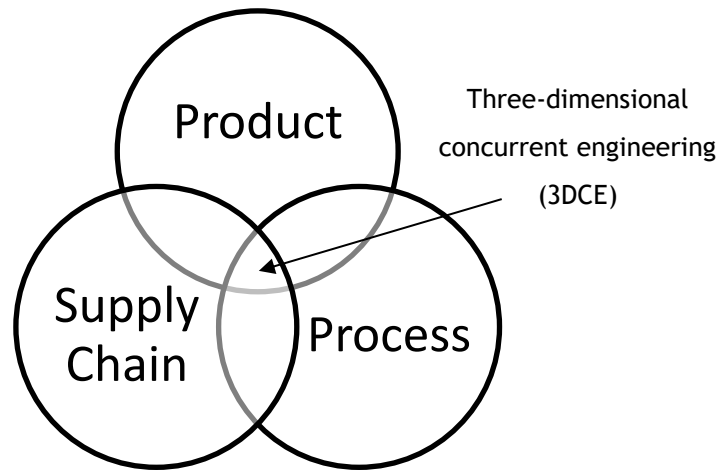 Product
Three-dimensional
concurrent engineering
(3DCE)
Supply
Chain
Process